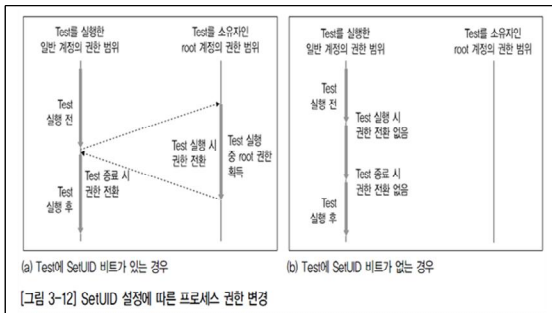 Test를 실행한
일반 계정의 권한 범위
Test를 소유자인
root 계정의 권한 범위
Test
실행 전
Test 실행 시
권한 전환
Test 실행
중 root 권한
획득
Test 종료 시
권한 전환
Test
실행 후
(a) Test에 SetUID 비트가 있는 경우
Test를 실행한
일반 계정의 권한 범위
Test를 소유자인
root 계정의 권한 범위
Test
실행 전
Test 실행 시
권한 전환 없음
Test 종료 시
권한 전환 없음
Test
실행 후
(b) Test에 SetUID 비트가 없는 경우
[그림 3-12] SetUID 설정에 따른 프로세스 권한 변경